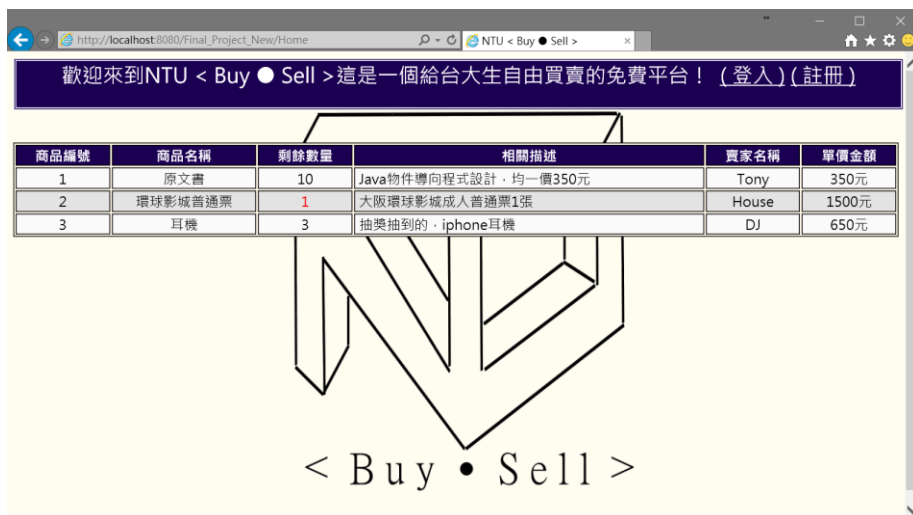 http://localhost:8080/Final_Project_New/Home
NTU < Buy ● Sell >
歡迎來到NTU < Buy ● Sell >這是一個給台大生自由買賣的免費平台！ (登入) (註冊)
商品編號 商品名稱 剩餘數量 相關描述 賣家名稱 單價金額
1 原文書 10 Java物件導向程式設計，均一價350元 Tony 350元
2 環球影城普通票 1 大阪環球影城成人普通票1張 House 1500元
3 耳機 3 抽獎抽到的，iphone耳機 DJ 650元
< Buy • Sell >